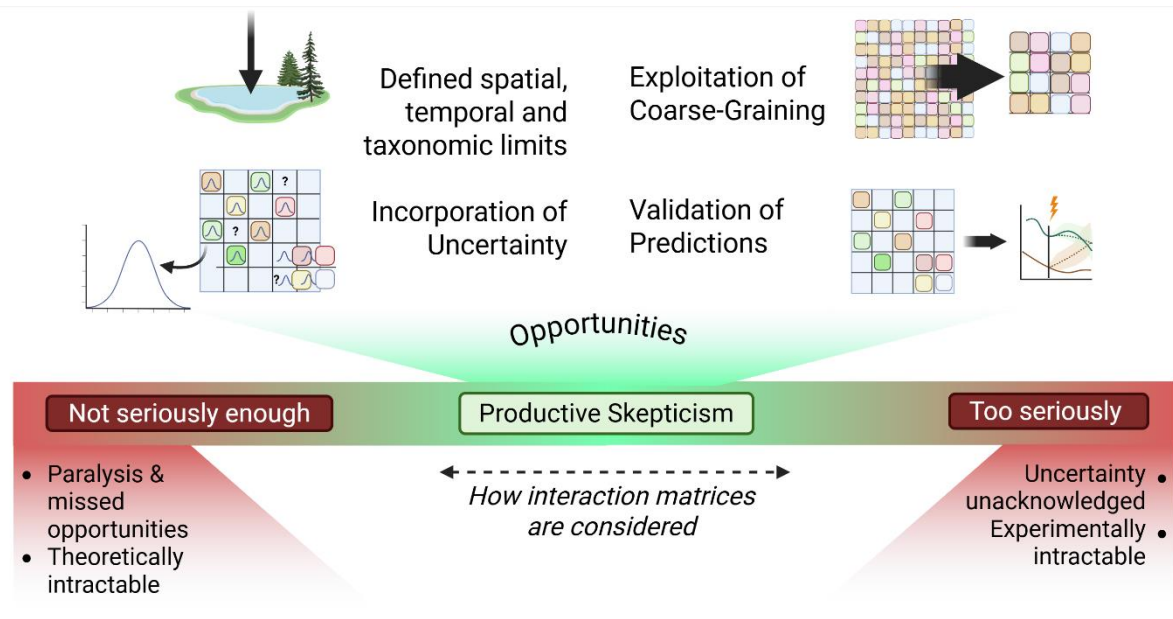 Defined spatial,
temporal and
taxonomic limits
Exploitation of
Coarse-Graining
Incorporation of
Uncertainty
Validation of
Predictions
?
?
?
Opportunities
Not seriously enough
Productive Skepticism
Too seriously
• Paralysis &
missed
opportunities
• Theoretically
intractable
How interaction matrices
are considered
Uncertainty •
unacknowledged
Experimentally •
intractable